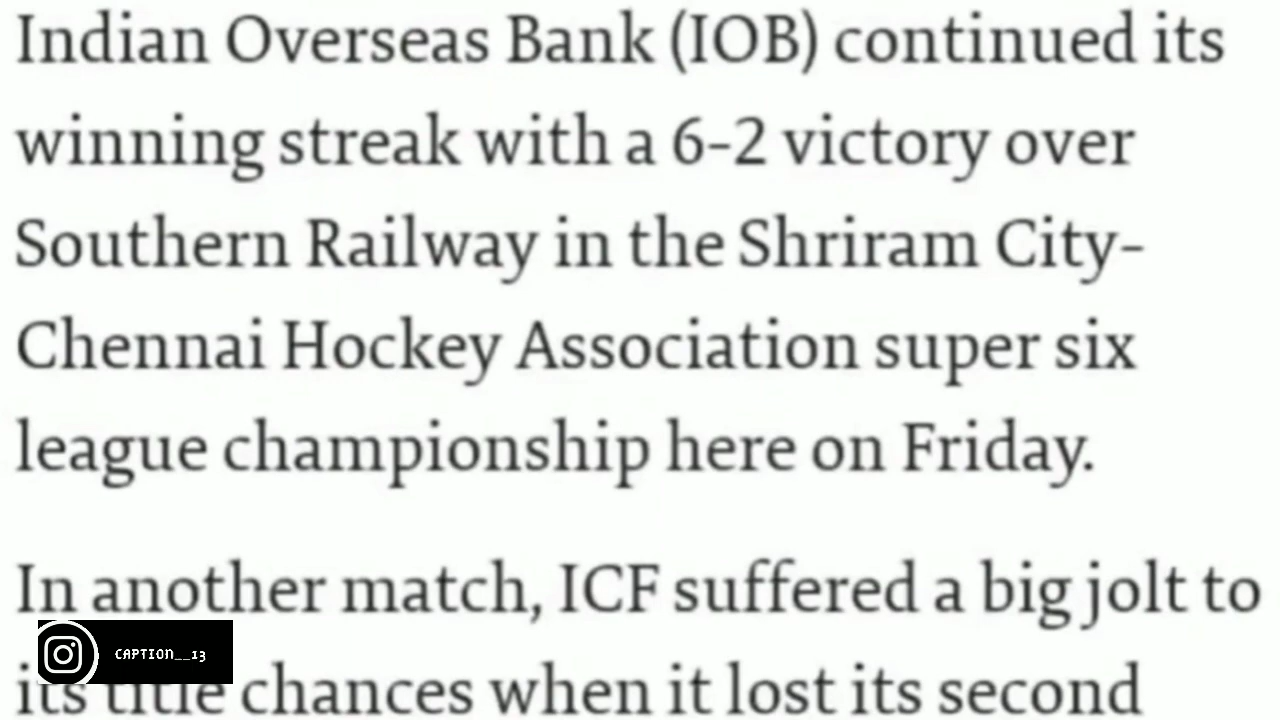 Indian Overseas Bank (IOB) continued its
winning streak with a 6-2 victory over
Southern Railway in the Shriram City-
Chennai Hockey Association super six
league championship here on Friday.
In another match, ICF suffered a big jolt to
CAPTION__13
its title chances when it lost its second